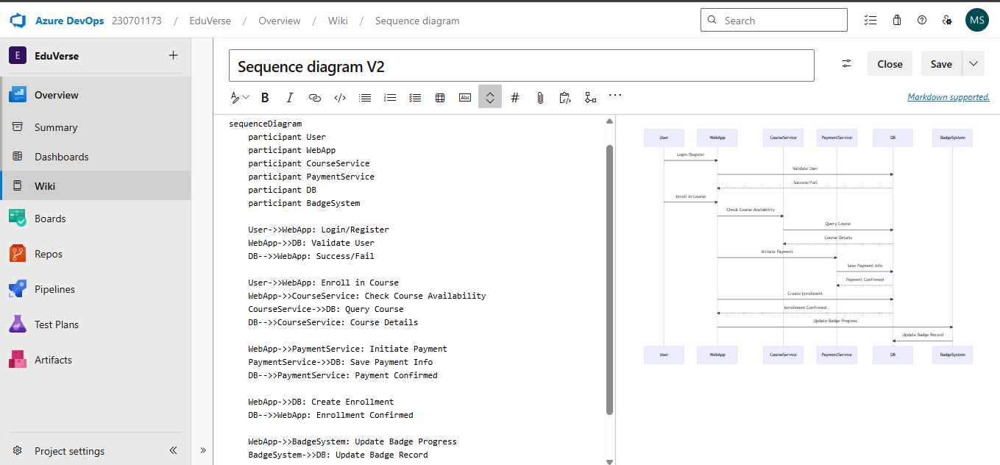 Azure DevOps 230701173 / EduVerse / Overview / Wiki / Sequence diagram
Search
MS
E EduVerse
Overview
Summary
Dashboards
Wiki
Boards
Repos
Pipelines
Test Plans
Artifacts
Project settings
Sequence diagram V2
Close
Save
B I </> Abc #
Markdown supported.
sequenceDiagram
participant User
participant WebApp
participant CourseService
participant PaymentService
participant DB
participant BadgeSystem
User->>WebApp: Login/Register
WebApp->>DB: Validate User
DB-->>WebApp: Success/Fail
User->>WebApp: Enroll in Course
WebApp->>CourseService: Check Course Availability
CourseService->>DB: Query Course
DB-->>CourseService: Course Details
WebApp->>PaymentService: Initiate Payment
PaymentService->>DB: Save Payment Info
DB-->>PaymentService: Payment Confirmed
WebApp->>DB: Create Enrollment
DB-->>WebApp: Enrollment Confirmed
WebApp->>BadgeSystem: Update Badge Progress
BadgeSystem->>DB: Update Badge Record
User WebApp CourseService PaymentService DB BadgeSystem
Login/Register
Validate User
Success/Fail
Enroll in Course
Check Course Availability
Query Course
Course Details
Initiate Payment
Save Payment Info
Payment Confirmed
Create Enrollment
Enrollment Confirmed
Update Badge Progress
Update Badge Record
User WebApp CourseService PaymentService DB BadgeSystem